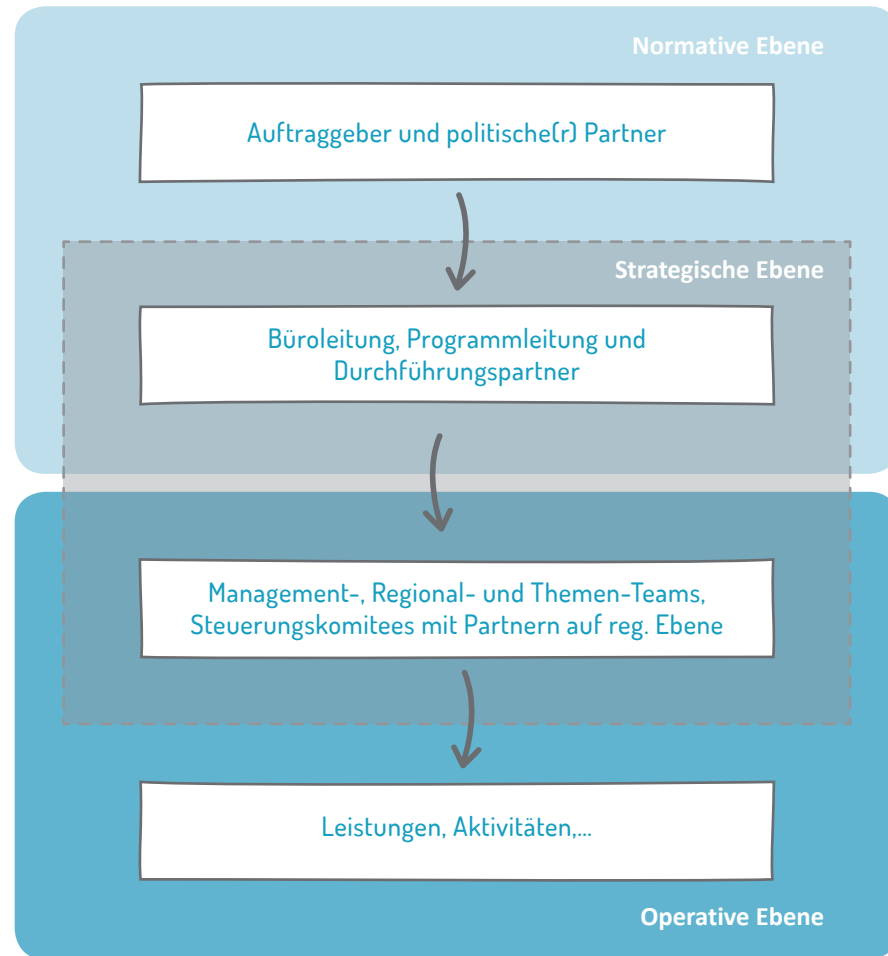 Normative Ebene
Auftraggeber und politische(r) Partner
Strategische Ebene
Büroleitung, Programmleitung und
Durchführungspartner
Management-, Regional- und Themen-Teams,
Steuerungskomitees mit Partnern auf reg. Ebene
Leistungen, Aktivitäten,...
Operative Ebene